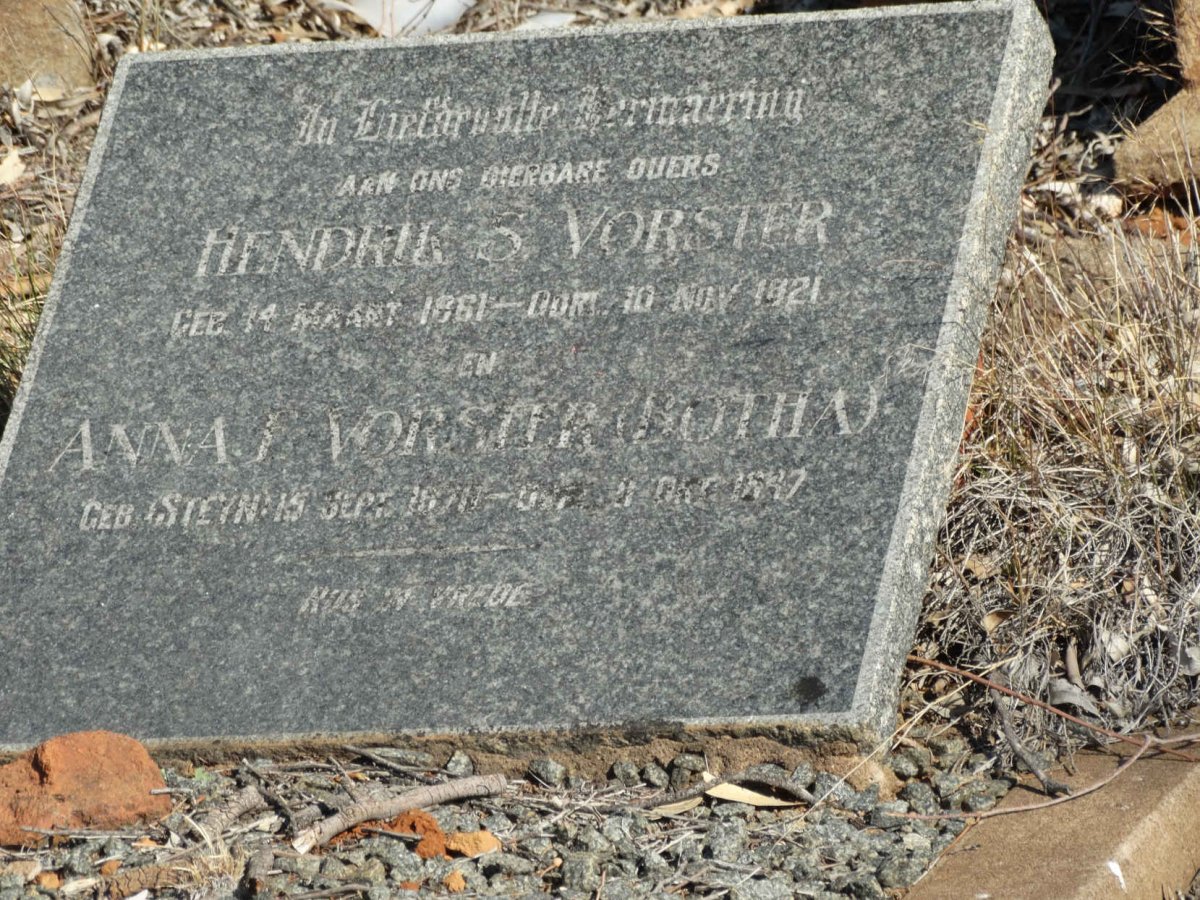 In Liefdevolle Herinnering
AAN ONS DIERBARE OUERS
HENDRIK S. VORSTER
GEB. 14 MAART 1861 — OORL. 10 NOV. 1921
EN
ANNA F. VORSTER (BOTHA)
GEB. (STEYN) 15 SEPT. — OORL.
RUS IN VREDE